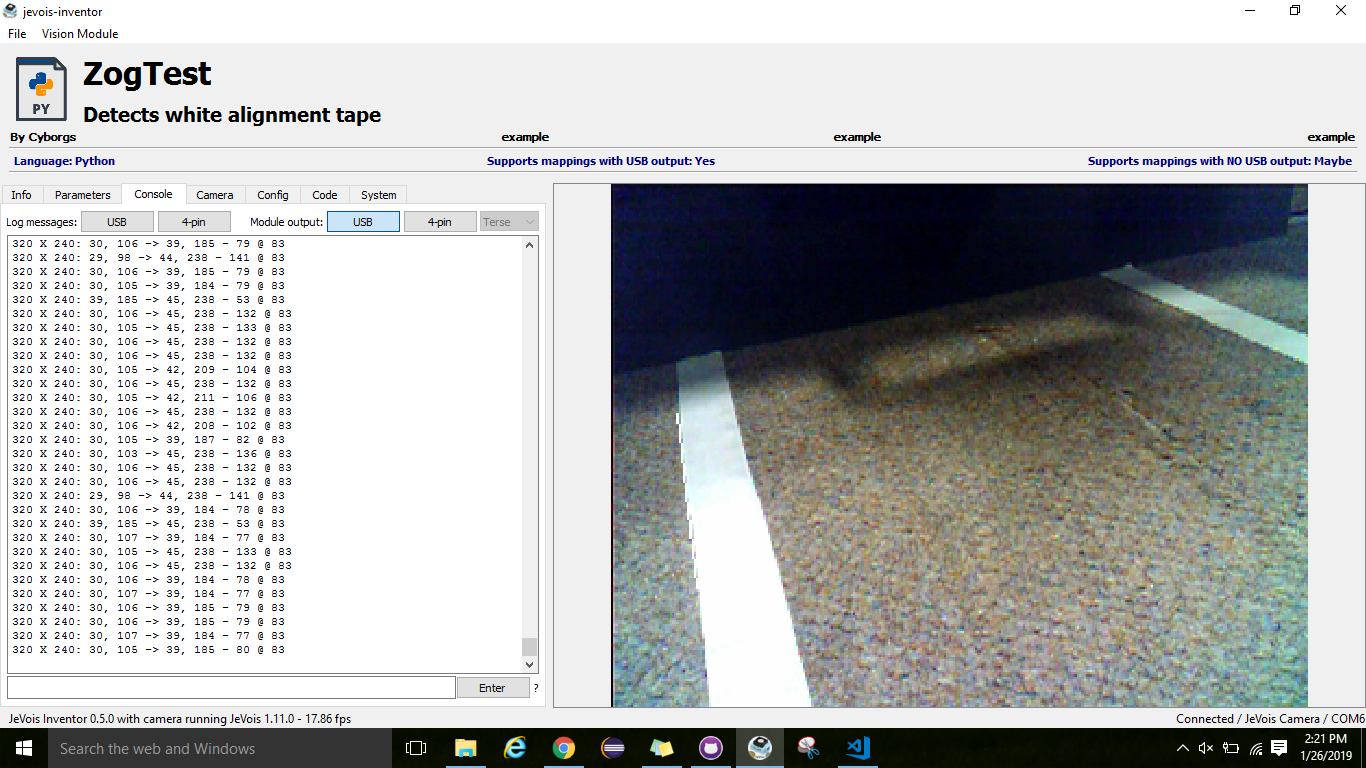 jevois-inventor
File Vision Module
PY
ZogTest
Detects white alignment tape
By Cyborgs example example example
Language: Python Supports mappings with USB output: Yes Supports mappings with NO USB output: Maybe
Info Parameters Console Camera Config Code System
Log messages: USB 4-pin Module output: USB 4-pin Terse
320 X 240: 30, 106 -> 39, 185 - 79 @ 83
320 X 240: 29, 98 -> 44, 238 - 141 @ 83
320 X 240: 30, 106 -> 39, 185 - 79 @ 83
320 X 240: 30, 105 -> 39, 184 - 79 @ 83
320 X 240: 39, 185 -> 45, 238 - 53 @ 83
320 X 240: 30, 106 -> 45, 238 - 132 @ 83
320 X 240: 30, 105 -> 45, 238 - 133 @ 83
320 X 240: 30, 106 -> 45, 238 - 132 @ 83
320 X 240: 30, 106 -> 45, 238 - 132 @ 83
320 X 240: 30, 105 -> 42, 209 - 104 @ 83
320 X 240: 30, 106 -> 45, 238 - 132 @ 83
320 X 240: 30, 105 -> 42, 211 - 106 @ 83
320 X 240: 30, 106 -> 45, 238 - 132 @ 83
320 X 240: 30, 106 -> 42, 208 - 102 @ 83
320 X 240: 30, 105 -> 39, 187 - 82 @ 83
320 X 240: 30, 103 -> 45, 238 - 136 @ 83
320 X 240: 30, 106 -> 45, 238 - 132 @ 83
320 X 240: 30, 106 -> 45, 238 - 132 @ 83
320 X 240: 29, 98 -> 44, 238 - 141 @ 83
320 X 240: 30, 106 -> 39, 184 - 78 @ 83
320 X 240: 39, 185 -> 45, 238 - 53 @ 83
320 X 240: 30, 107 -> 39, 184 - 77 @ 83
320 X 240: 30, 105 -> 45, 238 - 133 @ 83
320 X 240: 30, 106 -> 45, 238 - 132 @ 83
320 X 240: 30, 106 -> 39, 184 - 78 @ 83
320 X 240: 30, 107 -> 39, 184 - 77 @ 83
320 X 240: 30, 106 -> 39, 185 - 79 @ 83
320 X 240: 30, 106 -> 39, 185 - 79 @ 83
320 X 240: 30, 107 -> 39, 184 - 77 @ 83
320 X 240: 30, 105 -> 39, 185 - 80 @ 83
Enter ?
JeVois Inventor 0.5.0 with camera running JeVois 1.11.0 - 17.86 fps Connected / JeVois Camera / COM6
Search the web and Windows
2:21 PM
1/26/2019